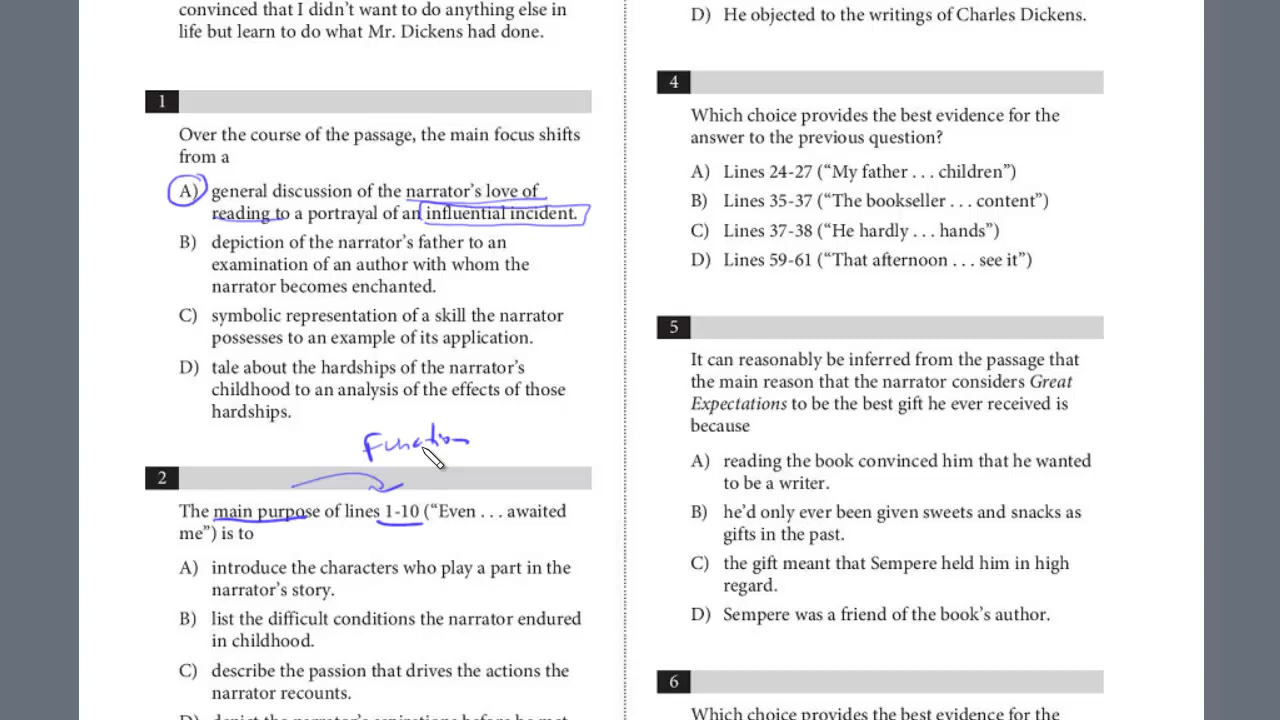 convinced that I didn't want to do anything else in
life but learn to do what Mr. Dickens had done.
1
Over the course of the passage, the main focus shifts
from a
A) general discussion of the narrator's love of
reading to a portrayal of an influential incident.
B) depiction of the narrator's father to an
examination of an author with whom the
narrator becomes enchanted.
C) symbolic representation of a skill the narrator
possesses to an example of its application.
D) tale about the hardships of the narrator's
childhood to an analysis of the effects of those
hardships.
Function
2
The main purpose of lines 1-10 (“Even . . . awaited
me”) is to
A) introduce the characters who play a part in the
narrator's story.
B) list the difficult conditions the narrator endured
in childhood.
C) describe the passion that drives the actions the
narrator recounts.
D) depict the narrator's aspirations before he met
D) He objected to the writings of Charles Dickens.
4
Which choice provides the best evidence for the
answer to the previous question?
A) Lines 24-27 (“My father . . . children”)
B) Lines 35-37 (“The bookseller . . . content”)
C) Lines 37-38 (“He hardly . . . hands”)
D) Lines 59-61 (“That afternoon . . . see it”)
5
It can reasonably be inferred from the passage that
the main reason that the narrator considers Great
Expectations to be the best gift he ever received is
because
A) reading the book convinced him that he wanted
to be a writer.
B) he'd only ever been given sweets and snacks as
gifts in the past.
C) the gift meant that Sempere held him in high
regard.
D) Sempere was a friend of the book's author.
6
Which choice provides the best evidence for the